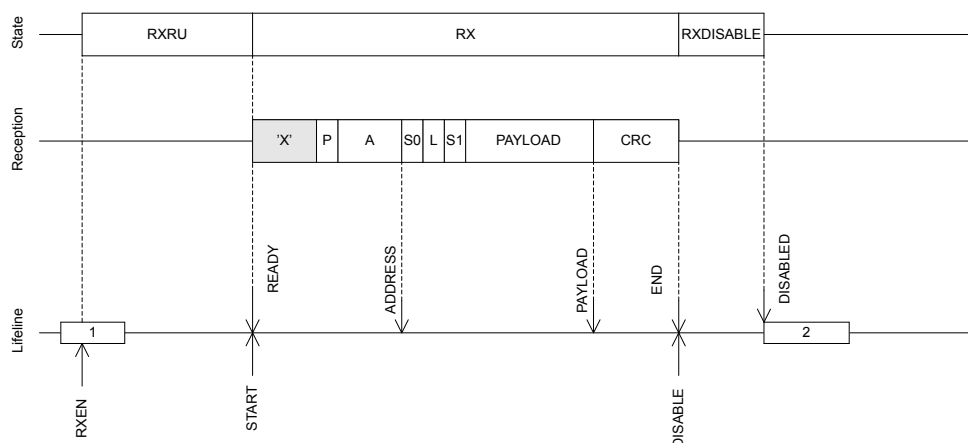 State
RXRU
RX
RXDISABLE
Reception
'X'
P
A
S0
L
S1
PAYLOAD
CRC
READY
ADDRESS
PAYLOAD
END
DISABLED
Lifeline
1
2
RXEN
START
DISABLE